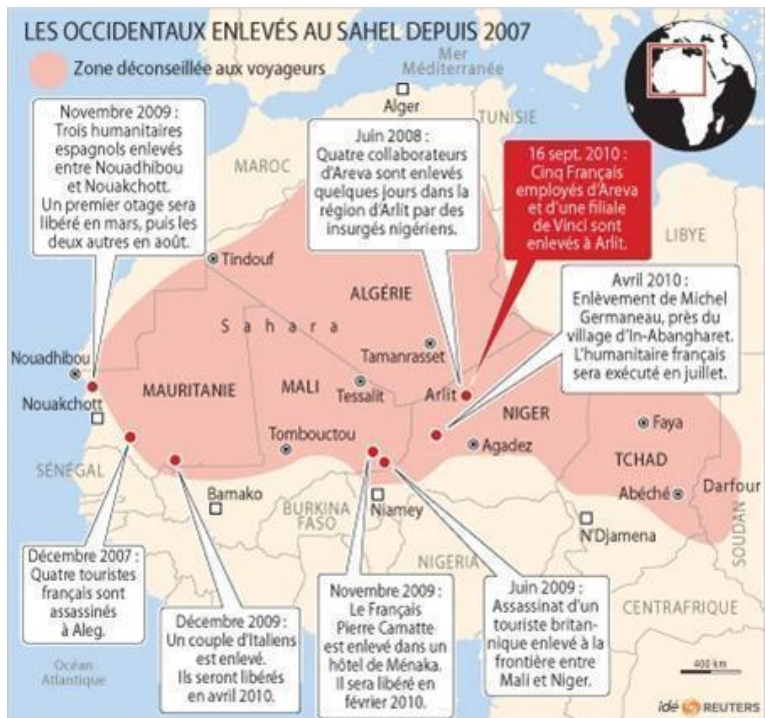 LES OCCIDENTAUX ENLEVÉS AU SAHEL DEPUIS 2007
Zone déconseillée aux voyageurs
Mer
Méditerranée
Alger
TUNISIE
MAROC
LIBYE
Novembre 2009 :
Trois humanitaires
espagnols enlevés
entre Nouadhibou
et Nouakchott.
Un premier otage sera
libéré en mars, puis les
deux autres en août.
Juin 2008 :
Quatre collaborateurs
d'Areva sont enlevés
quelques jours dans la
région d'Arlit par des
insurgés nigériens.
16 sept. 2010 :
Cinq Français
employés d'Areva
et d'une filiale
de Vinci sont
enlevés à Arlit.
Avril 2010 :
Enlèvement de Michel
Germaneau, près du
village d'In-Abangharet.
L'humanitaire français
sera exécuté en juillet.
Tindouf
ALGÉRIE
Sahara
Tamanrasset
Nouadhibou
MAURITANIE
MALI
Tessalit
Arlit
NIGER
Nouakchott
Faya
Tombouctou
Agadez
TCHAD
SÉNÉGAL
Abéché
Darfour
Bamako
BURKINA
FASO
Niamey
N'Djamena
SOUDAN
NIGERIA
CENTRAFRIQUE
Décembre 2007 :
Quatre touristes
français sont
assassinés
à Aleg.
Décembre 2009 :
Un couple d'Italiens
est enlevé.
Ils seront libérés
en avril 2010.
Novembre 2009 :
Le Français
Pierre Camatte
est enlevé dans un
hôtel de Ménaka.
Il sera libéré en
février 2010.
Juin 2009 :
Assassinat d'un
touriste britan-
nique enlevé à la
frontière entre
Mali et Niger.
Océan
Atlantique
400 km
idé REUTERS